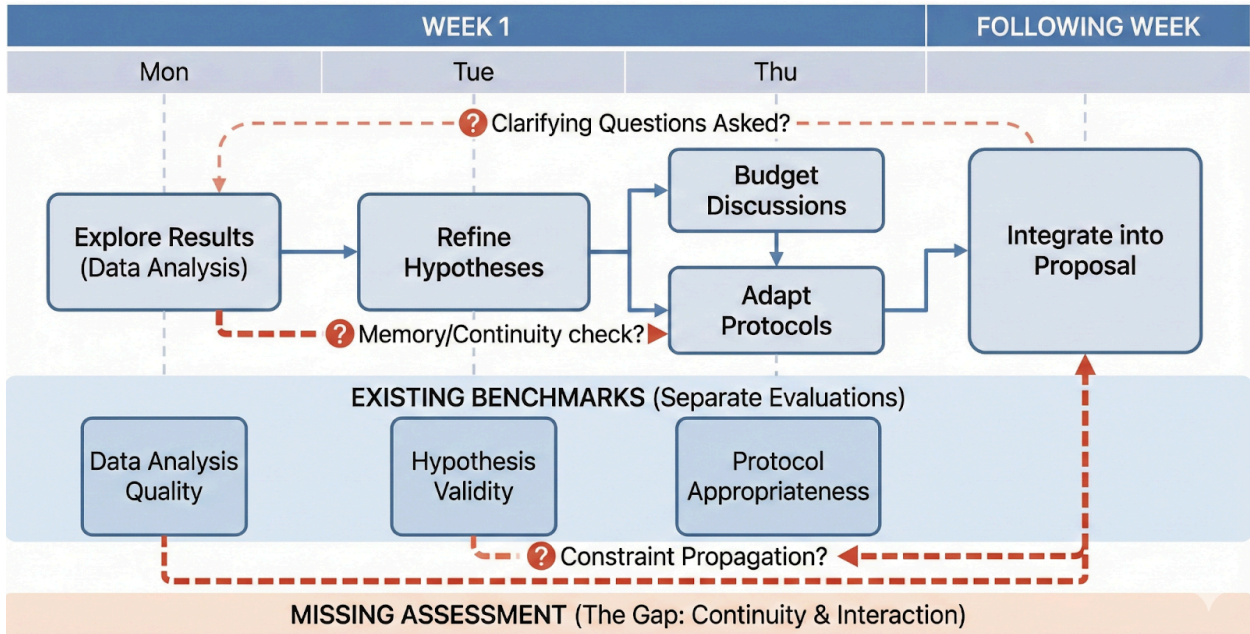 WEEK 1
FOLLOWING WEEK
Mon
Tue
Thu
? Clarifying Questions Asked?
Explore Results
(Data Analysis)
Refine
Hypotheses
Budget
Discussions
Adapt
Protocols
Integrate into
Proposal
? Memory/Continuity check?
EXISTING BENCHMARKS (Separate Evaluations)
Data Analysis
Quality
Hypothesis
Validity
Protocol
Appropriateness
? Constraint Propagation?
MISSING ASSESSMENT (The Gap: Continuity & Interaction)